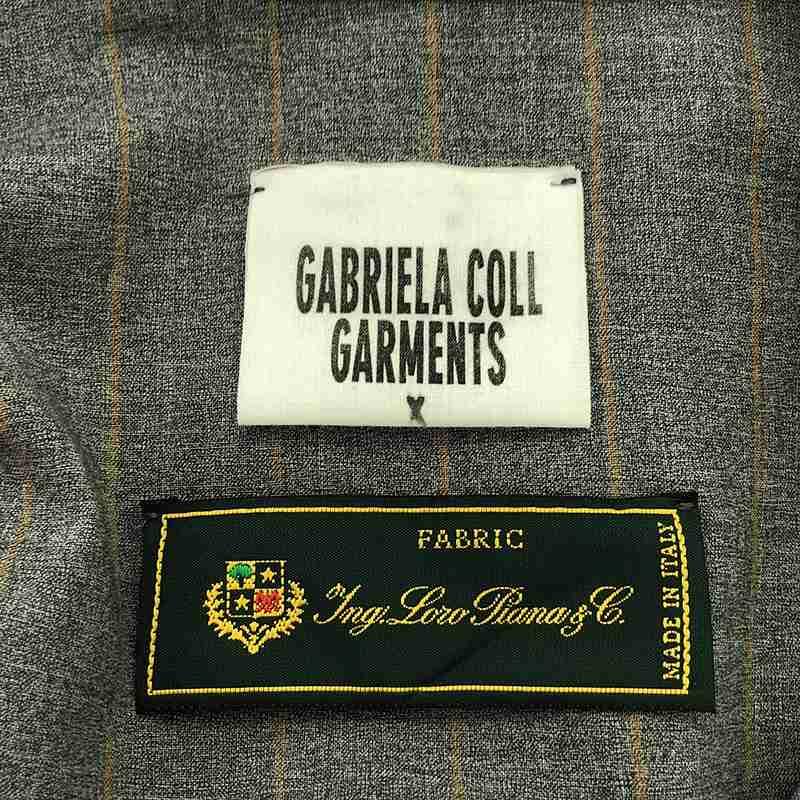 GABRIELA COLL
GARMENTS
X
FABRIC
Ing. Loro Piana & C.
MADE IN ITALY